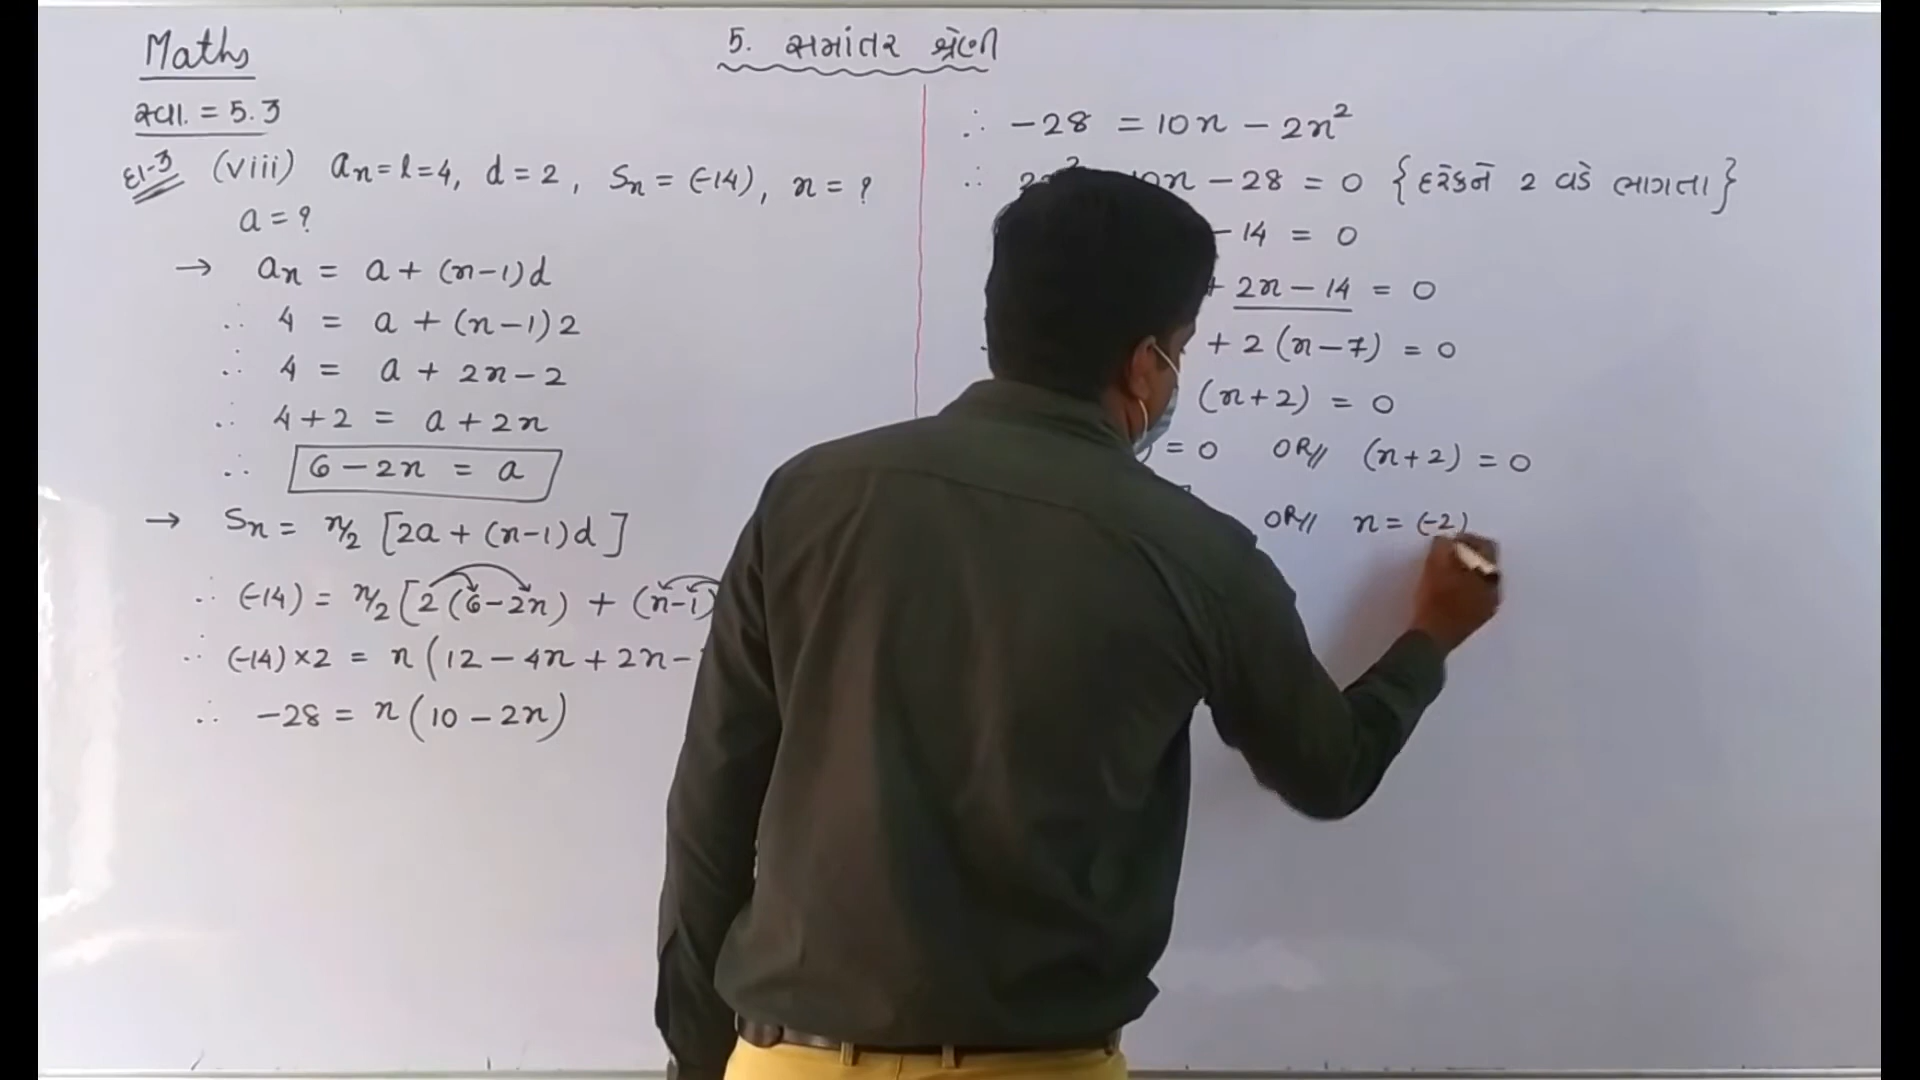 Maths
5. સમાંતર શ્રેણી
સ્વા. = 5.3
દા-3 (viii) an = l = 4, d = 2, Sn = (-14), n = ?
a = ?
→ an = a + (n-1)d
∴ 4 = a + (n-1)2
∴ 4 = a + 2n - 2
∴ 4+2 = a + 2n
∴ 6 - 2n = a
→ Sn = n/2 [2a + (n-1)d]
∴ (-14) = n/2 [2(6-2n) + (n-1)
∴ (-14)×2 = n(12 - 4n + 2n -
∴ -28 = n(10 - 2n)
∴ -28 = 10n - 2n²
∴ 10n - 28 = 0 {દરેકને 2 વડે ભાગતા}
- 14 = 0
+ 2n - 14 = 0
+ 2(n-7) = 0
(n+2) = 0
) = 0 OR// (n+2) = 0
OR// n = (-2)